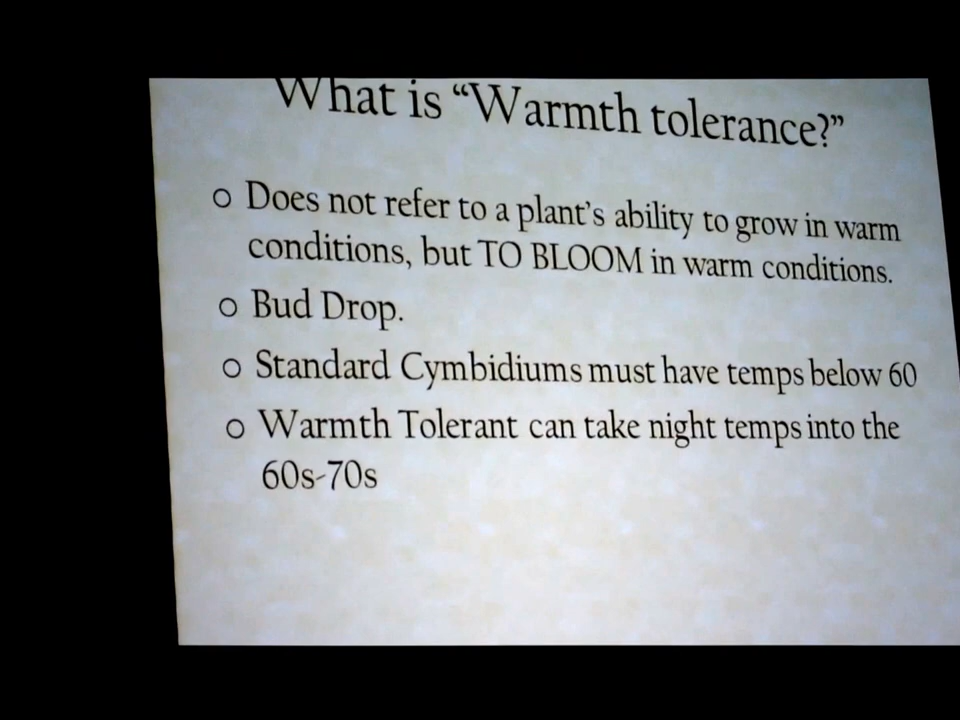 What is “Warmth tolerance?”
○ Does not refer to a plant’s ability to grow in warm
conditions, but TO BLOOM in warm conditions.
○ Bud Drop.
○ Standard Cymbidiums must have temps below 60
○ Warmth Tolerant can take night temps into the
60s-70s